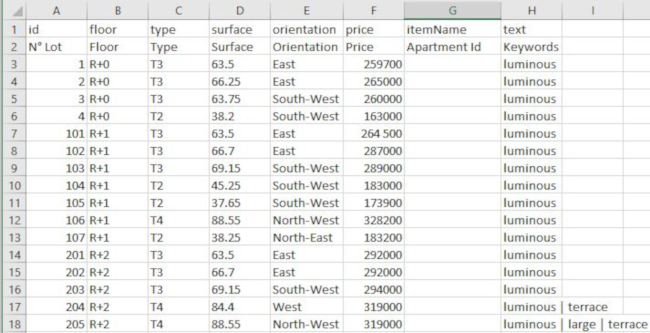 A B C D E F G H I
1 id floor type surface orientation price itemName text
2 N° Lot Floor Type Surface Orientation Price Apartment Id Keywords
3 1 R+0 T3 63.5 East 259700 luminous
4 2 R+0 T3 66.25 East 265000 luminous
5 3 R+0 T3 63.75 South-West 260000 luminous
6 4 R+0 T2 38.2 South-West 163000 luminous
7 101 R+1 T3 63.5 East 264 500 luminous
8 102 R+1 T3 66.7 East 287000 luminous
9 103 R+1 T3 69.15 South-West 289000 luminous
10 104 R+1 T2 45.25 South-West 183000 luminous
11 105 R+1 T2 37.65 South-West 173900 luminous
12 106 R+1 T4 88.55 North-West 328200 luminous
13 107 R+1 T2 38.25 North-East 183200 luminous
14 201 R+2 T3 63.5 East 292000 luminous
15 202 R+2 T3 66.7 East 292000 luminous
16 203 R+2 T3 69.15 South-West 294000 luminous
17 204 R+2 T4 84.4 West 319000 luminous | terrace
18 205 R+2 T4 88.55 North-West 319000 luminous | large | terrace